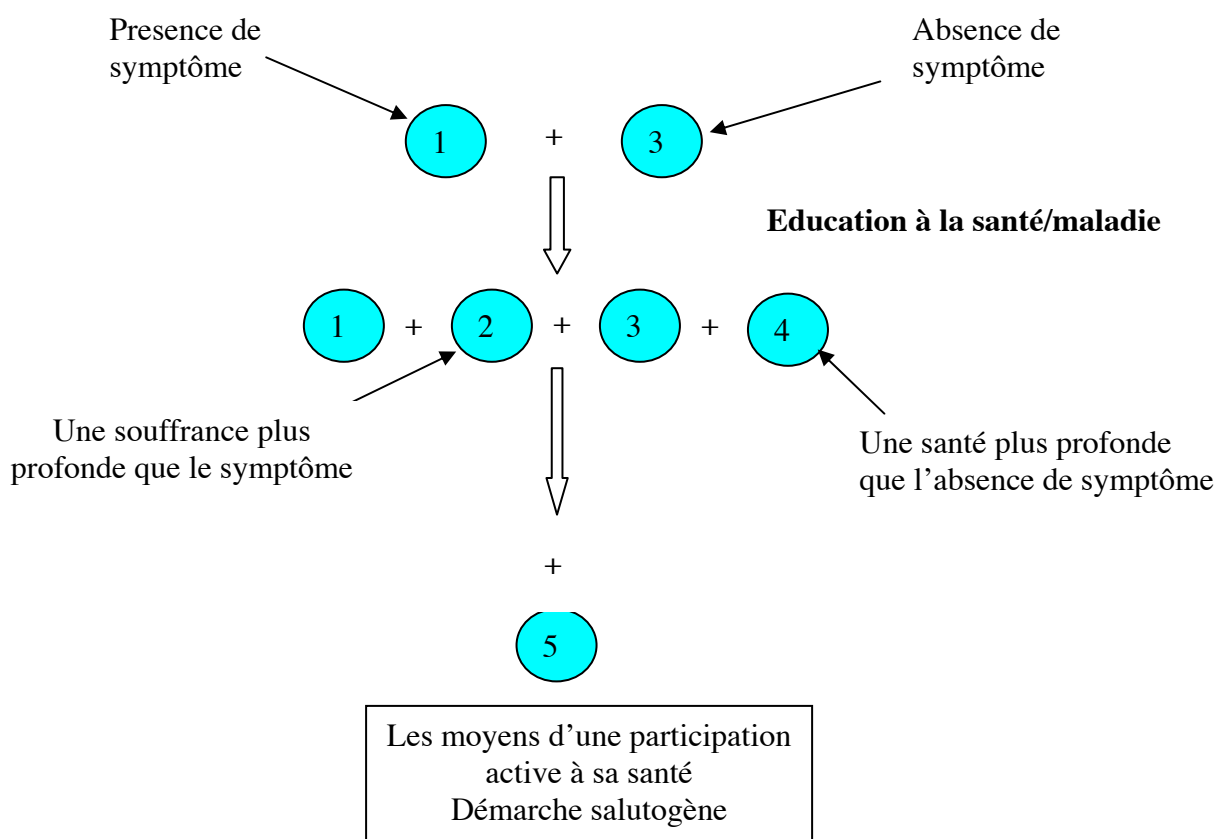 Presence de
symptôme
Absence de
symptôme
1 + 3
Education à la santé/maladie
1 + 2 + 3 + 4
Une souffrance plus
profonde que le symptôme
Une santé plus profonde
que l’absence de symptôme
+
5
Les moyens d’une participation
active à sa santé
Démarche salutogène